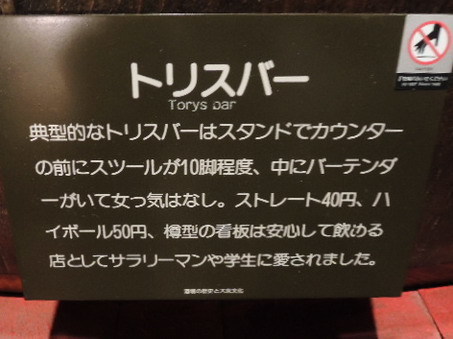 トリスバー
Torys bar
典型的なトリスバーはスタンドでカウンター
の前にスツールが10脚程度、中にバーテンダ
ーがいて女っ気はなし。ストレート40円、ハ
イボール50円、樽型の看板は安心して飲める
店としてサラリーマンや学生に愛されました。